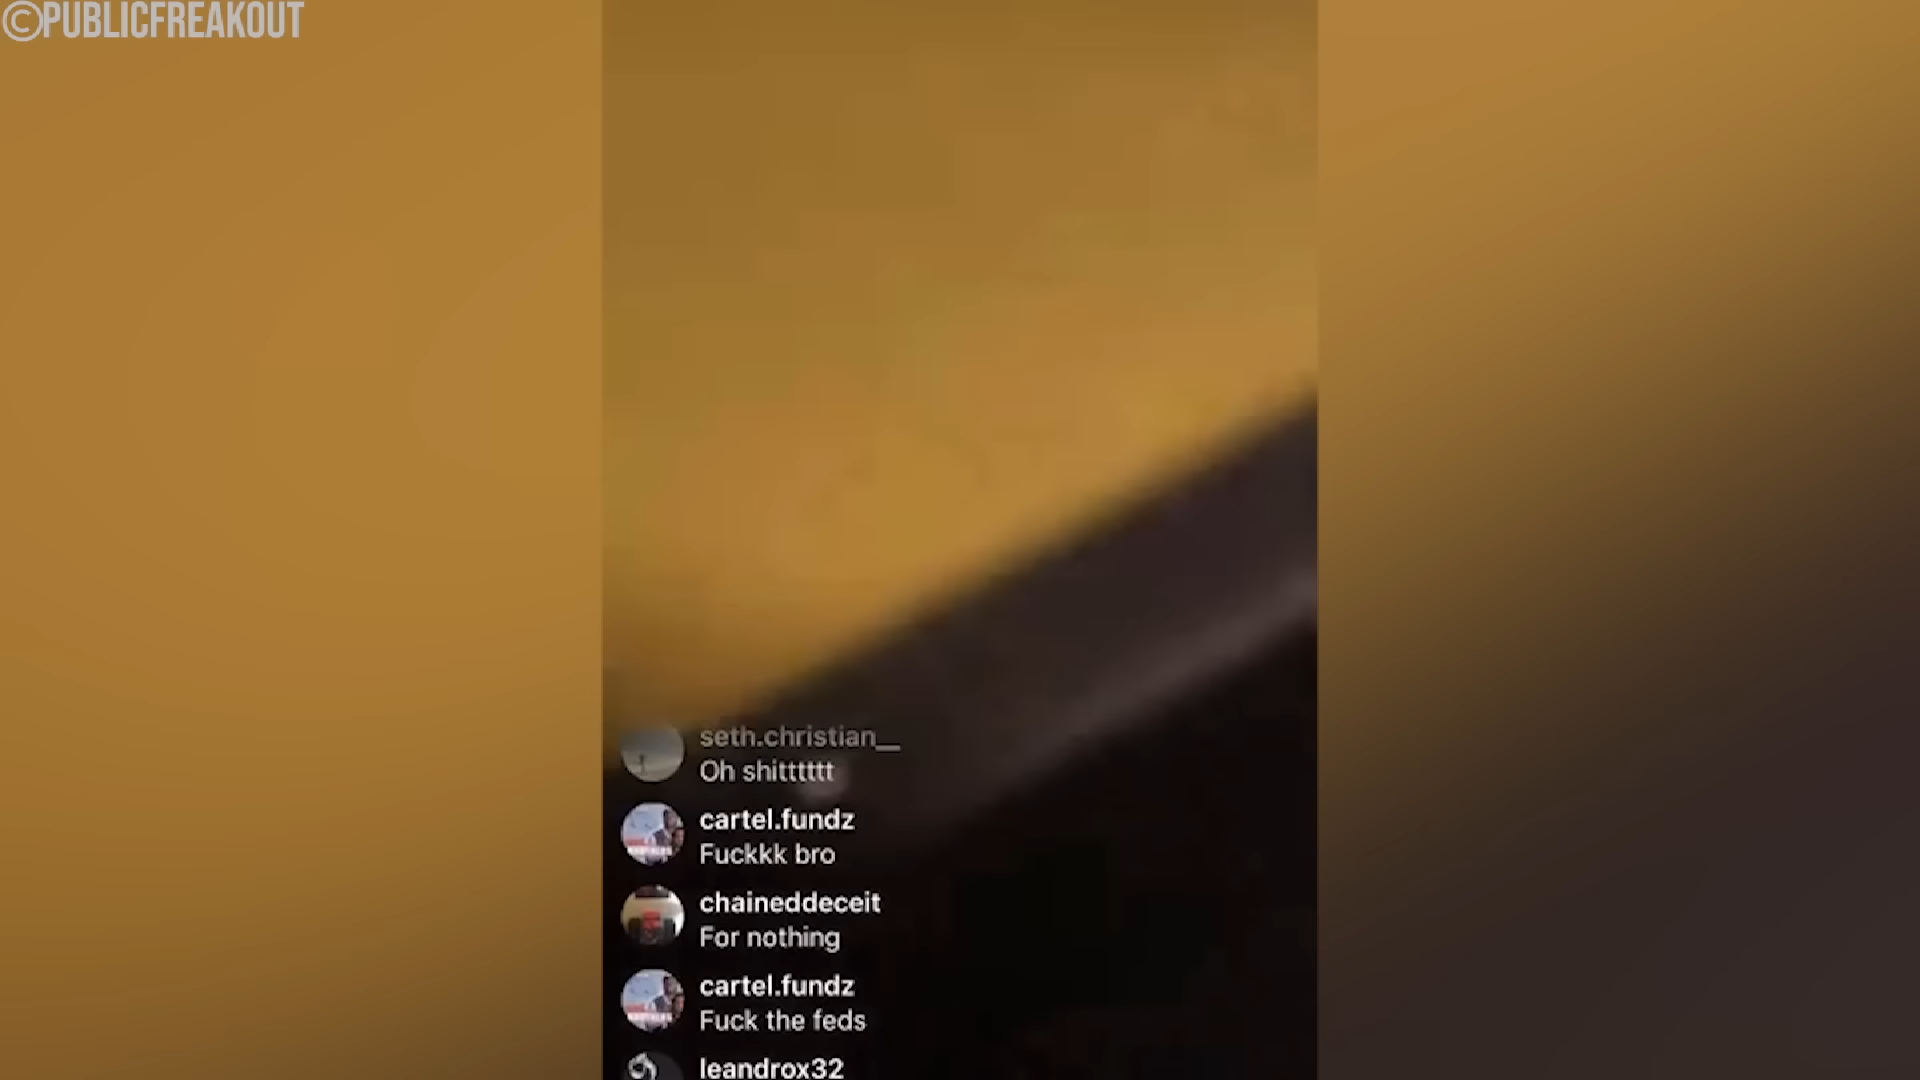 ©PUBLICFREAKOUT
seth.christian__
Oh shitttttt
cartel.fundz
Fuckkk bro
chaineddeceit
For nothing
cartel.fundz
Fuck the feds
leandrox32